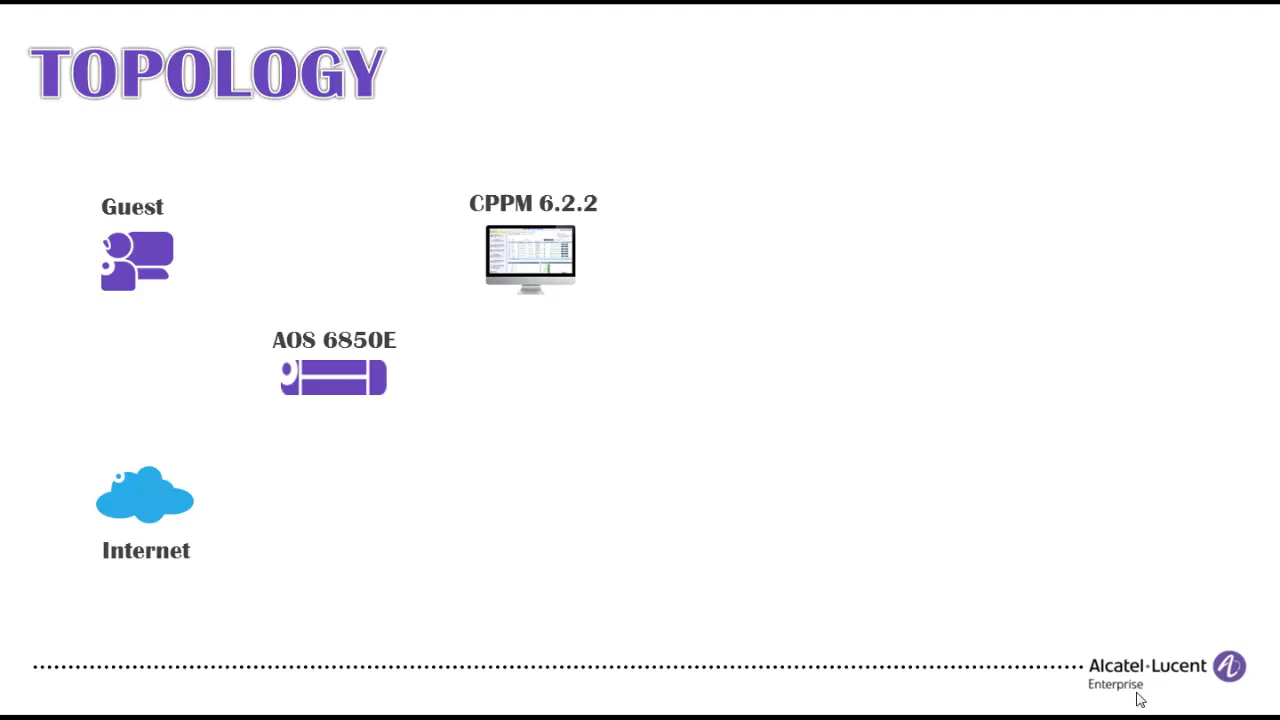 TOPOLOGY
Guest
CPPM 6.2.2
AOS 6850E
Internet
Alcatel·Lucent
Enterprise